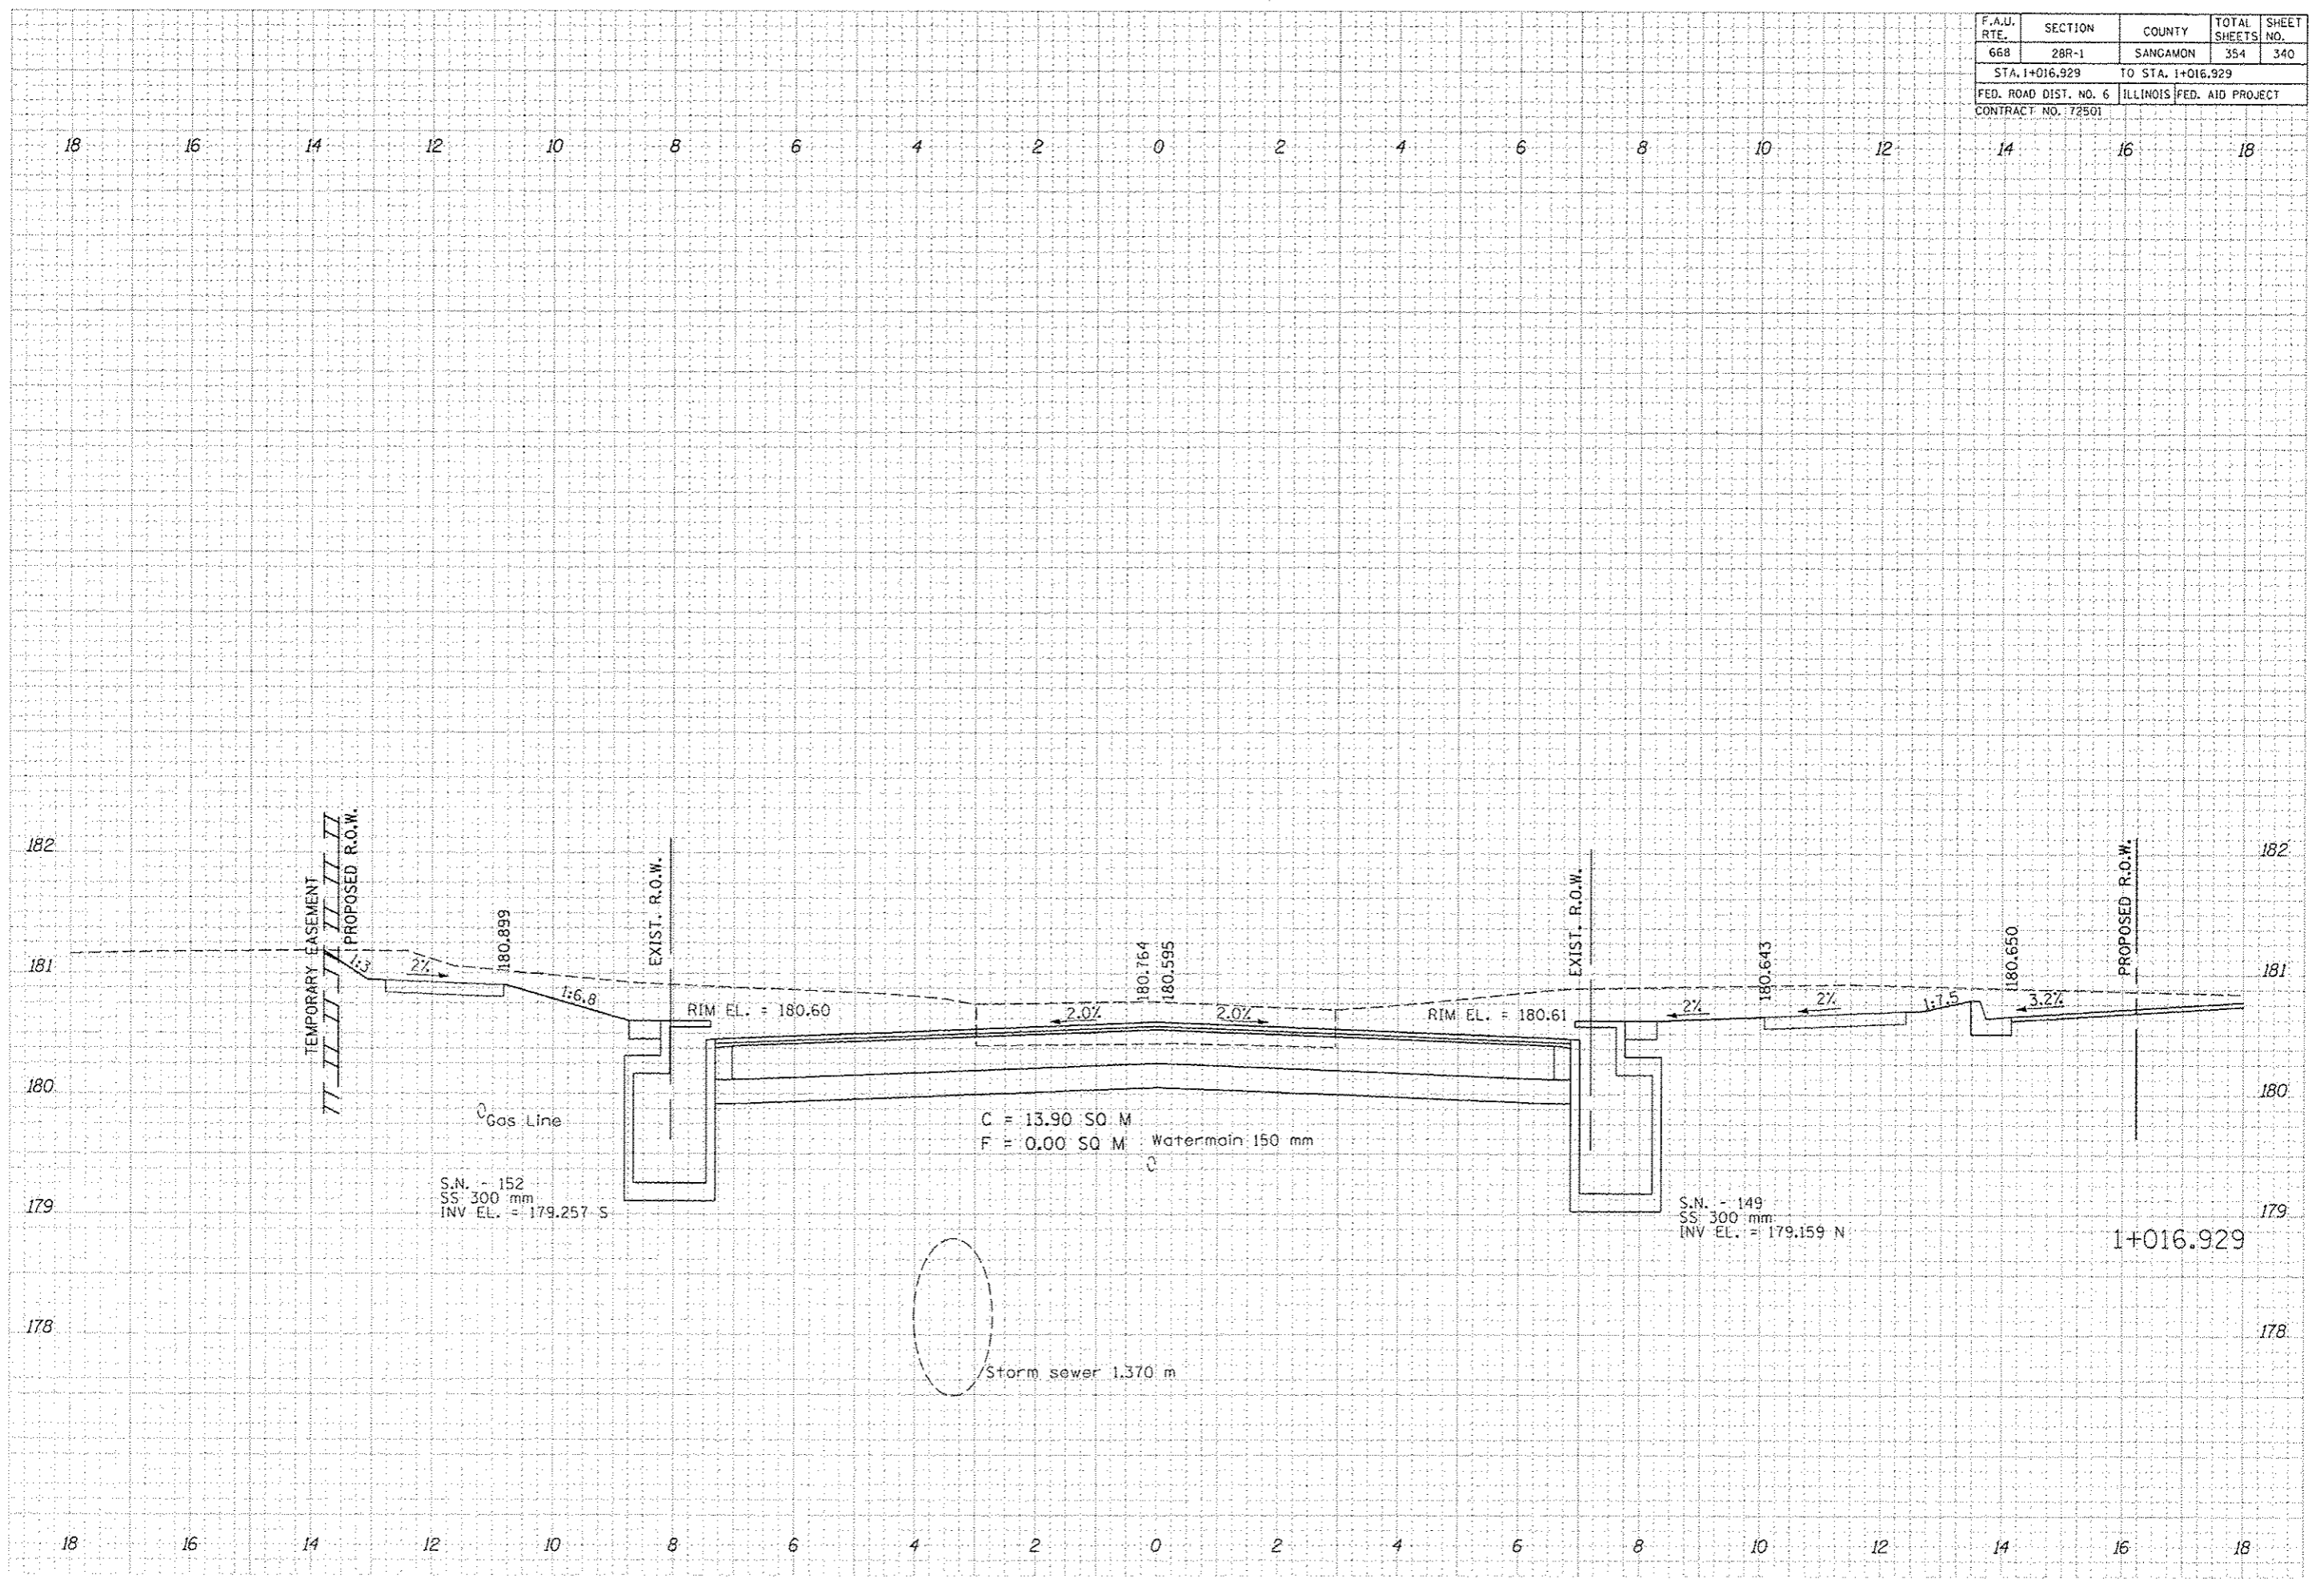 F.A.U. RTE. SECTION COUNTY TOTAL SHEETS SHEET NO.
668 28R-1 SANGAMON 354 340
STA. 1+016.929 TO STA. 1+016.929
FED. ROAD DIST. NO. 6 ILLINOIS FED. AID PROJECT
CONTRACT NO. 72501
18 16 14 12 10 8 6 4 2 0 2 4 6 8 10 12 14 16 18
182 182
TEMPORARY EASEMENT
PROPOSED R.O.W.
180.899
EXIST. R.O.W.
180.764
180.595
EXIST. R.O.W.
180.643
180.650
PROPOSED R.O.W.
181 181
1:3 2% 1:6.8
RIM EL. = 180.60
2.0% 2.0%
RIM EL. = 180.61
2% 2% 1:7.5 3.2%
180 180
Gas Line
C = 13.90 SQ M
F = 0.00 SQ M
Watermain 150 mm
S.N. - 152
SS 300 mm
INV EL. = 179.257 S
S.N. - 149
SS 300 mm
INV EL. = 179.159 N
179 179
1+016.929
178 178
Storm sewer 1.370 m
18 16 14 12 10 8 6 4 2 0 2 4 6 8 10 12 14 16 18